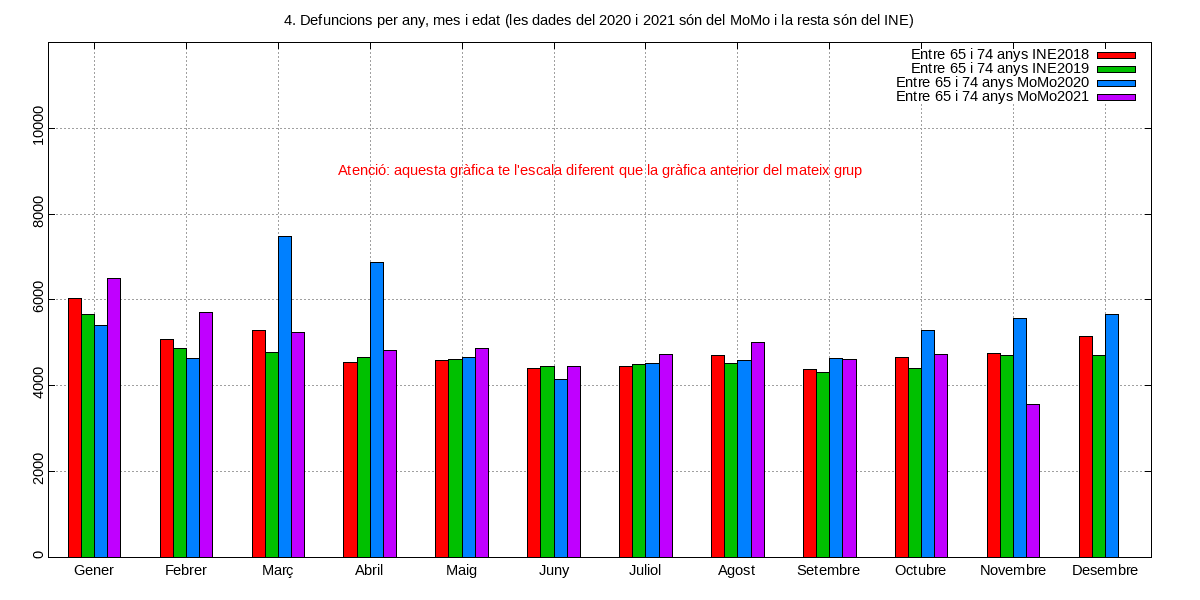 4. Defuncions per any, mes i edat (les dades del 2020 i 2021 són del MoMo i la resta són del INE)
Entre 65 i 74 anys INE2018
Entre 65 i 74 anys INE2019
Entre 65 i 74 anys MoMo2020
Entre 65 i 74 anys MoMo2021
Atenció: aquesta gràfica te l'escala diferent que la gràfica anterior del mateix grup
10000
8000
6000
4000
2000
0
Gener Febrer Març Abril Maig Juny Juliol Agost Setembre Octubre Novembre Desembre